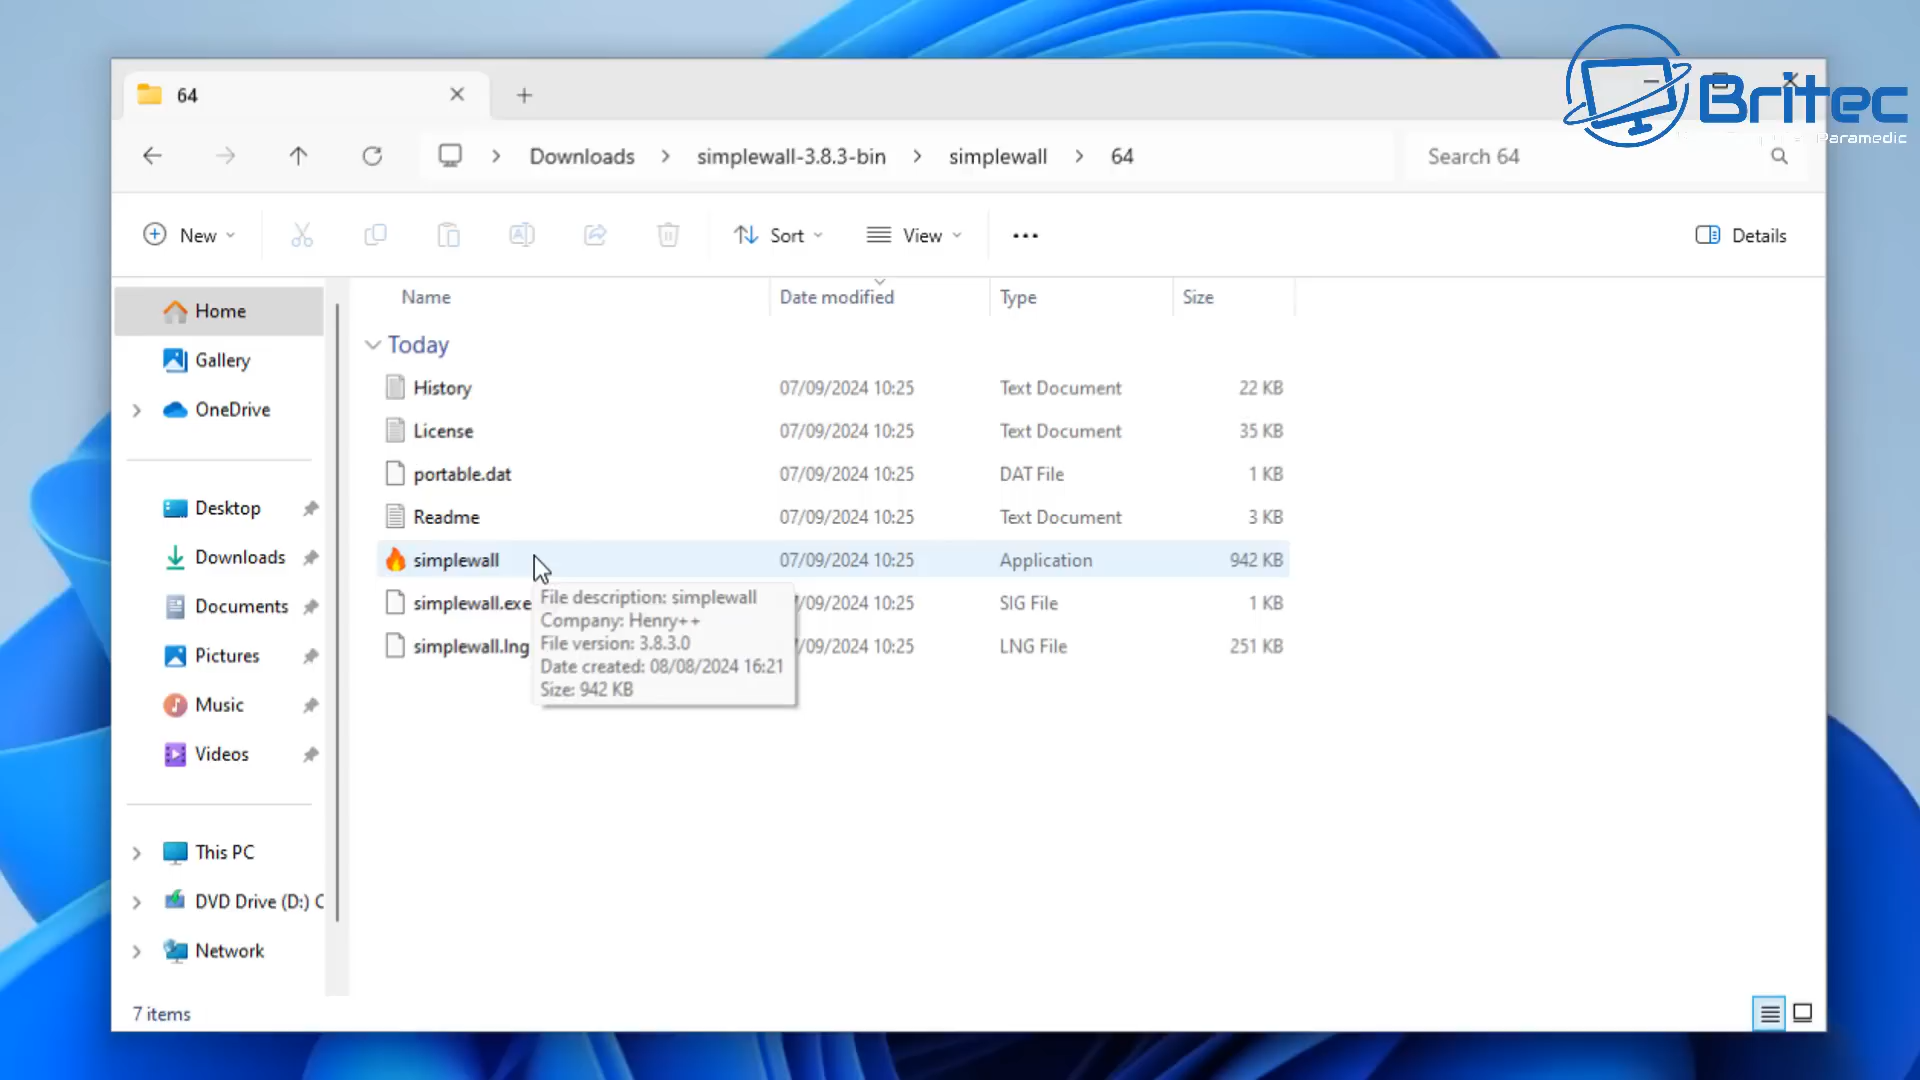 64
Britec
Paramedic
Downloads
simplewall-3.8.3-bin
simplewall
64
Search 64
New
Sort
View
Details
Home
Gallery
OneDrive
Desktop
Downloads
Documents
Pictures
Music
Videos
This PC
DVD Drive (D:) C
Network
Name Date modified Type Size
Today
History 07/09/2024 10:25 Text Document 22 KB
License 07/09/2024 10:25 Text Document 35 KB
portable.dat 07/09/2024 10:25 DAT File 1 KB
Readme 07/09/2024 10:25 Text Document 3 KB
simplewall 07/09/2024 10:25 Application 942 KB
simplewall.exe /09/2024 10:25 SIG File 1 KB
simplewall.lng /09/2024 10:25 LNG File 251 KB
File description: simplewall
Company: Henry++
File version: 3.8.3.0
Date created: 08/08/2024 16:21
Size: 942 KB
7 items